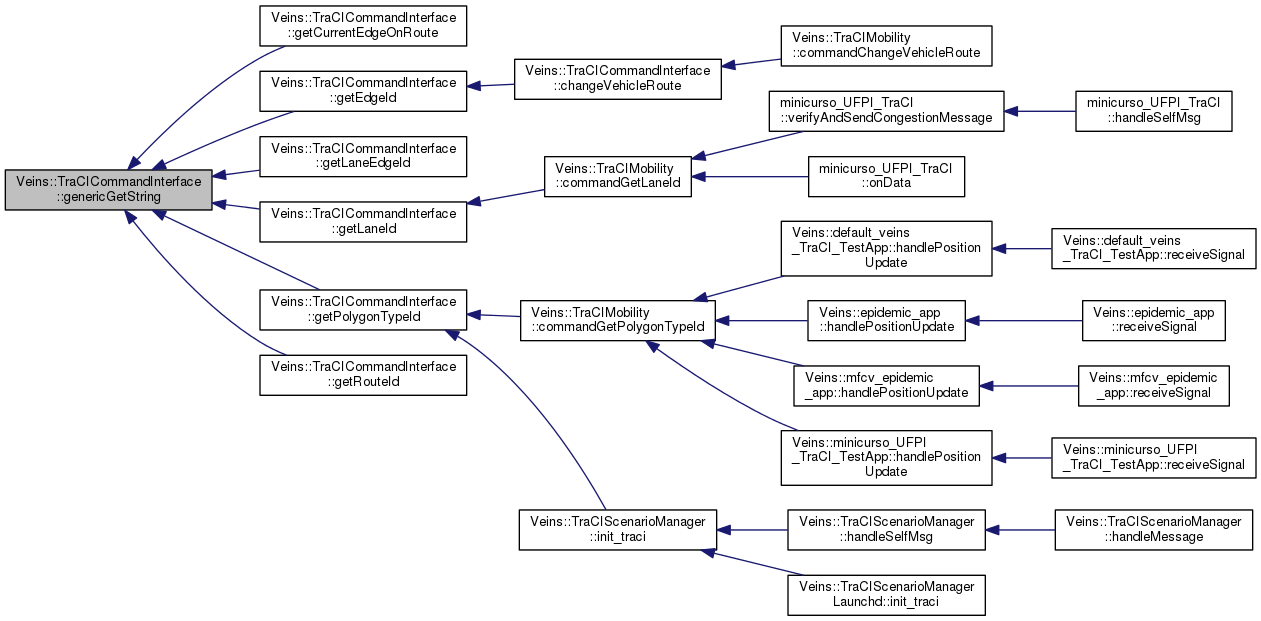 Veins::TraCICommandInterface
::genericGetString
Veins::TraCICommandInterface
::getCurrentEdgeOnRoute
Veins::TraCICommandInterface
::getEdgeId
Veins::TraCICommandInterface
::getLaneEdgeId
Veins::TraCICommandInterface
::getLaneId
Veins::TraCICommandInterface
::getPolygonTypeId
Veins::TraCICommandInterface
::getRouteId
Veins::TraCICommandInterface
::changeVehicleRoute
Veins::TraCIMobility
::commandChangeVehicleRoute
Veins::TraCIMobility
::commandGetLaneId
minicurso_UFPI_TraCI
::verifyAndSendCongestionMessage
minicurso_UFPI_TraCI
::handleSelfMsg
minicurso_UFPI_TraCI
::onData
Veins::TraCIMobility
::commandGetPolygonTypeId
Veins::default_veins
_TraCI_TestApp::handlePosition
Update
Veins::default_veins
_TraCI_TestApp::receiveSignal
Veins::epidemic_app
::handlePositionUpdate
Veins::epidemic_app
::receiveSignal
Veins::mfcv_epidemic
_app::handlePositionUpdate
Veins::mfcv_epidemic
_app::receiveSignal
Veins::minicurso_UFPI
_TraCI_TestApp::handlePosition
Update
Veins::minicurso_UFPI
_TraCI_TestApp::receiveSignal
Veins::TraCIScenarioManager
::init_traci
Veins::TraCIScenarioManager
::handleSelfMsg
Veins::TraCIScenarioManager
::handleMessage
Veins::TraCIScenarioManager
Launchd::init_traci